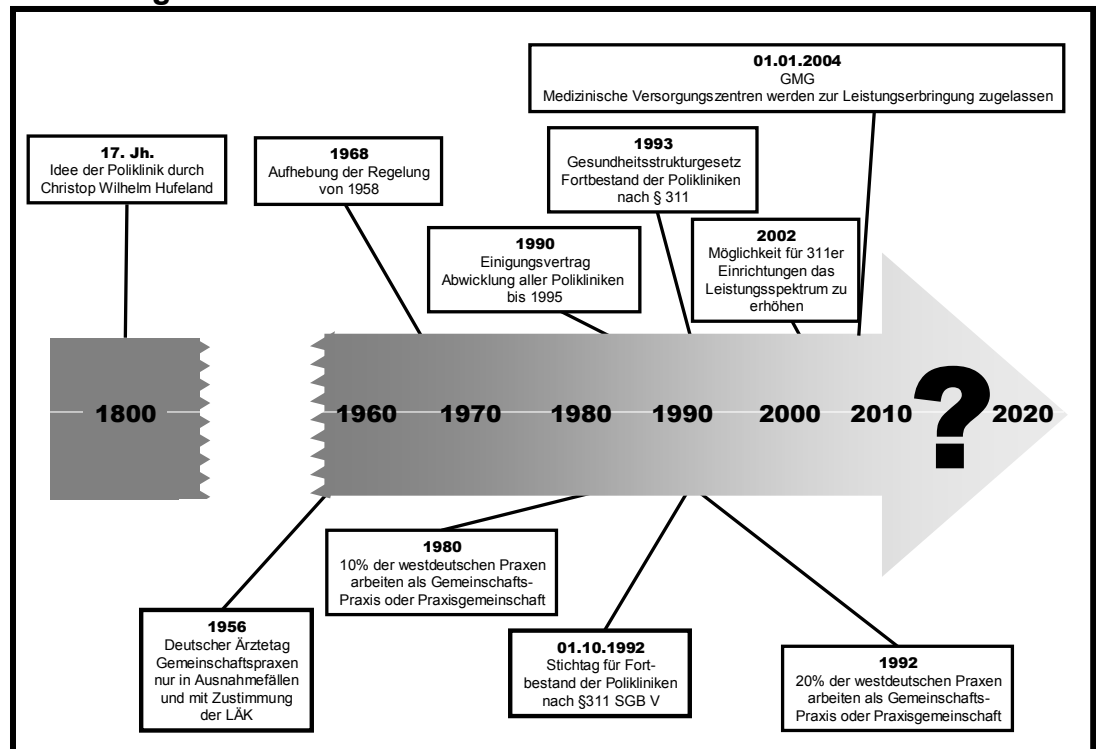 01.01.2004
GMG
Medizinische Versorgungszentren werden zur Leistungserbringung zugelassen
17. Jh.
Idee der Poliklinik durch
Christop Wilhelm Hufeland
1968
Aufhebung der Regelung
von 1958
1993
Gesundheitsstrukturgesetz
Fortbestand der Polikliniken
nach § 311
1990
Einigungsvertrag
Abwicklung aller Polikliniken
bis 1995
2002
Möglichkeit für 311er
Einrichtungen das
Leistungsspektrum zu
erhöhen
1800 1960 1970 1980 1990 2000 2010 ? 2020
1980
10% der westdeutschen Praxen
arbeiten als Gemeinschafts-
Praxis oder Praxisgemeinschaft
1956
Deutscher Ärztetag
Gemeinschaftspraxen
nur in Ausnahmefällen
und mit Zustimmung
der LÄK
01.10.1992
Stichtag für Fort-
bestand der Polikliniken
nach §311 SGB V
1992
20% der westdeutschen Praxen
arbeiten als Gemeinschafts-
Praxis oder Praxisgemeinschaft